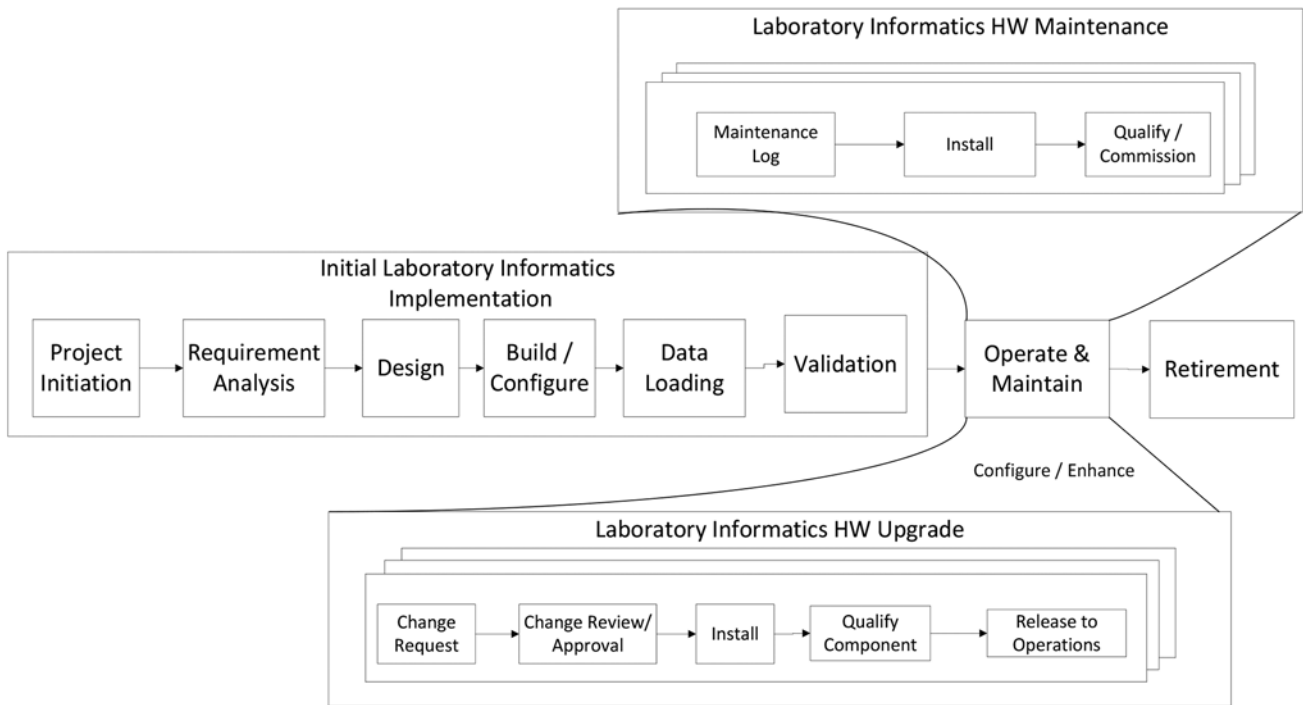 Laboratory Informatics HW Maintenance
Maintenance
Log
Install
Qualify /
Commission
Initial Laboratory Informatics
Implementation
Project
Initiation
Requirement
Analysis
Design
Build /
Configure
Data
Loading
Validation
Operate &
Maintain
Retirement
Configure / Enhance
Laboratory Informatics HW Upgrade
Change
Request
Change Review/
Approval
Install
Qualify
Component
Release to
Operations